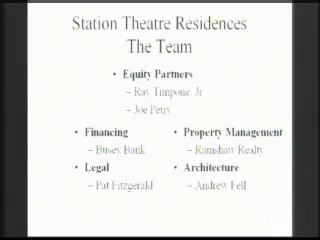 Station Theatre Residences
The Team
• Equity Partners
– Ray Timpone, Jr
– Joe Petry
• Financing
– Busey Bank
• Legal
– Pat Fitzgerald
• Property Management
– Ramshaw Realty
• Architecture
– Andrew Fell